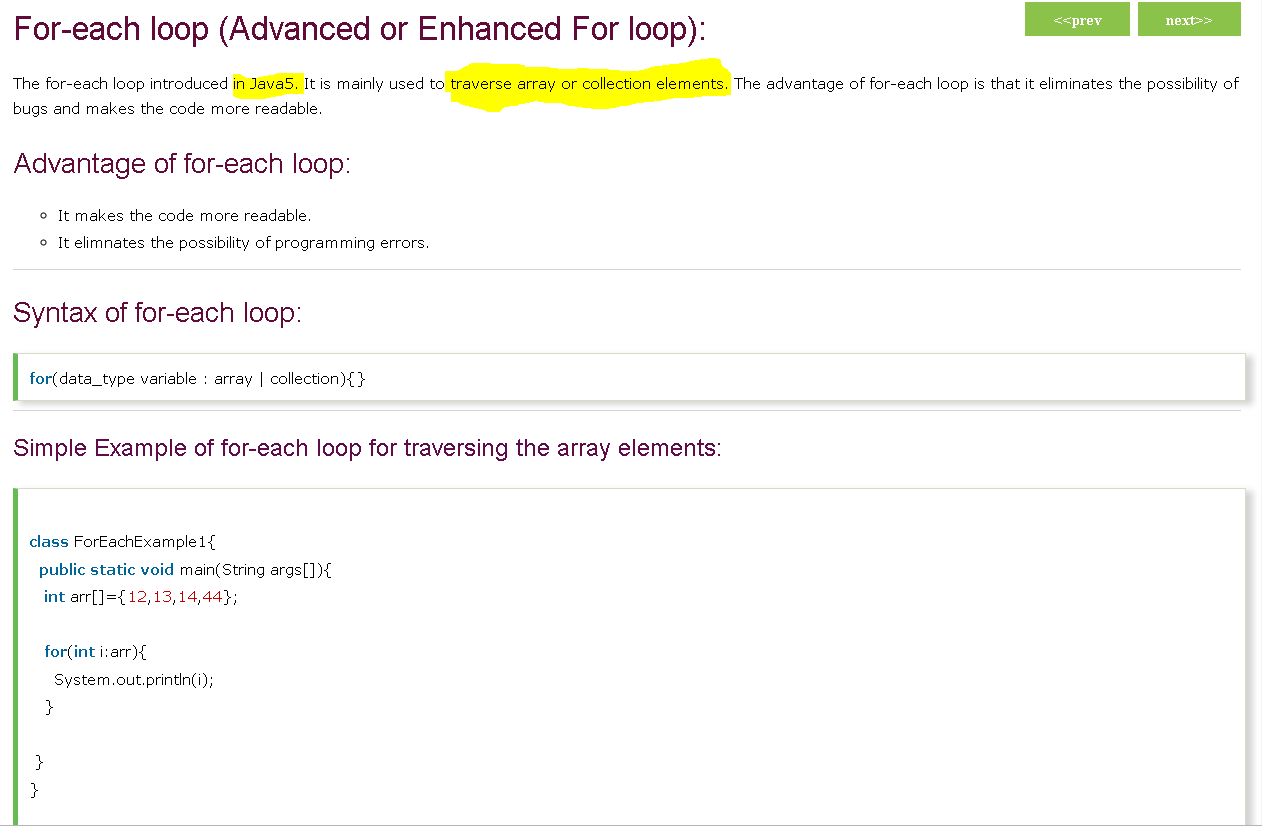 For-each loop (Advanced or Enhanced For loop):
<<prev
next>>
The for-each loop introduced in Java5. It is mainly used to traverse array or collection elements. The advantage of for-each loop is that it eliminates the possibility of
bugs and makes the code more readable.
Advantage of for-each loop:
It makes the code more readable.
It elimnates the possibility of programming errors.
Syntax of for-each loop:
for(data_type variable : array | collection){}
Simple Example of for-each loop for traversing the array elements:
class ForEachExample1{
public static void main(String args[]){
int arr[]={12,13,14,44};
for(int i:arr){
System.out.println(i);
}
}
}